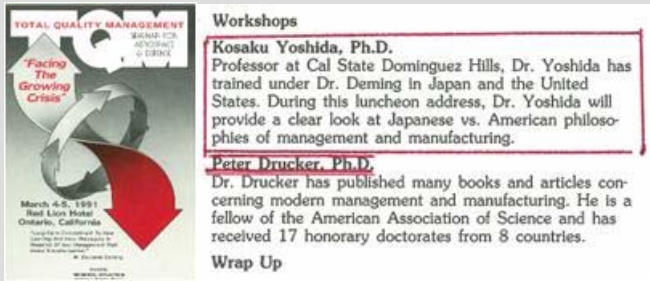 TOTAL QUALITY MANAGEMENT
TQM
SEMINAR FOR
AEROSPACE
& DEFENSE
"Facing
The
Growing
Crisis"
March 4-5, 1991
Red Lion Hotel
Ontario, California
Workshops
Kosaku Yoshida, Ph.D.
Professor at Cal State Dominguez Hills, Dr. Yoshida has
trained under Dr. Deming in Japan and the United
States. During this luncheon address, Dr. Yoshida will
provide a clear look at Japanese vs. American philoso-
phies of management and manufacturing.
Peter Drucker, Ph.D.
Dr. Drucker has published many books and articles con-
cerning modern management and manufacturing. He is a
fellow of the American Association of Science and has
received 17 honorary doctorates from 8 countries.
Wrap Up